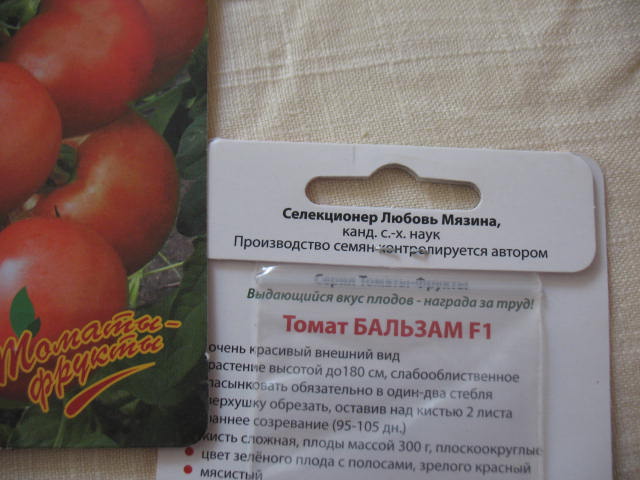 Томаты-
фрукты
Селекционер Любовь Мязина,
канд. с.-х. наук
Производство семян контролируется автором
Серия Томаты-Фрукты
Выдающийся вкус плодов - награда за труд!
Томат БАЛЬЗАМ F1
очень красивый внешний вид
растение высотой до180 см, слабооблиственное
пасынковать обязательно в один-два стебля
верхушку обрезать, оставив над кистью 2 листа
раннее созревание (95-105 дн.)
кисть сложная, плоды массой 300 г, плоскоокруглые
цвет зелёного плода с полосами, зрелого красный
мясистый